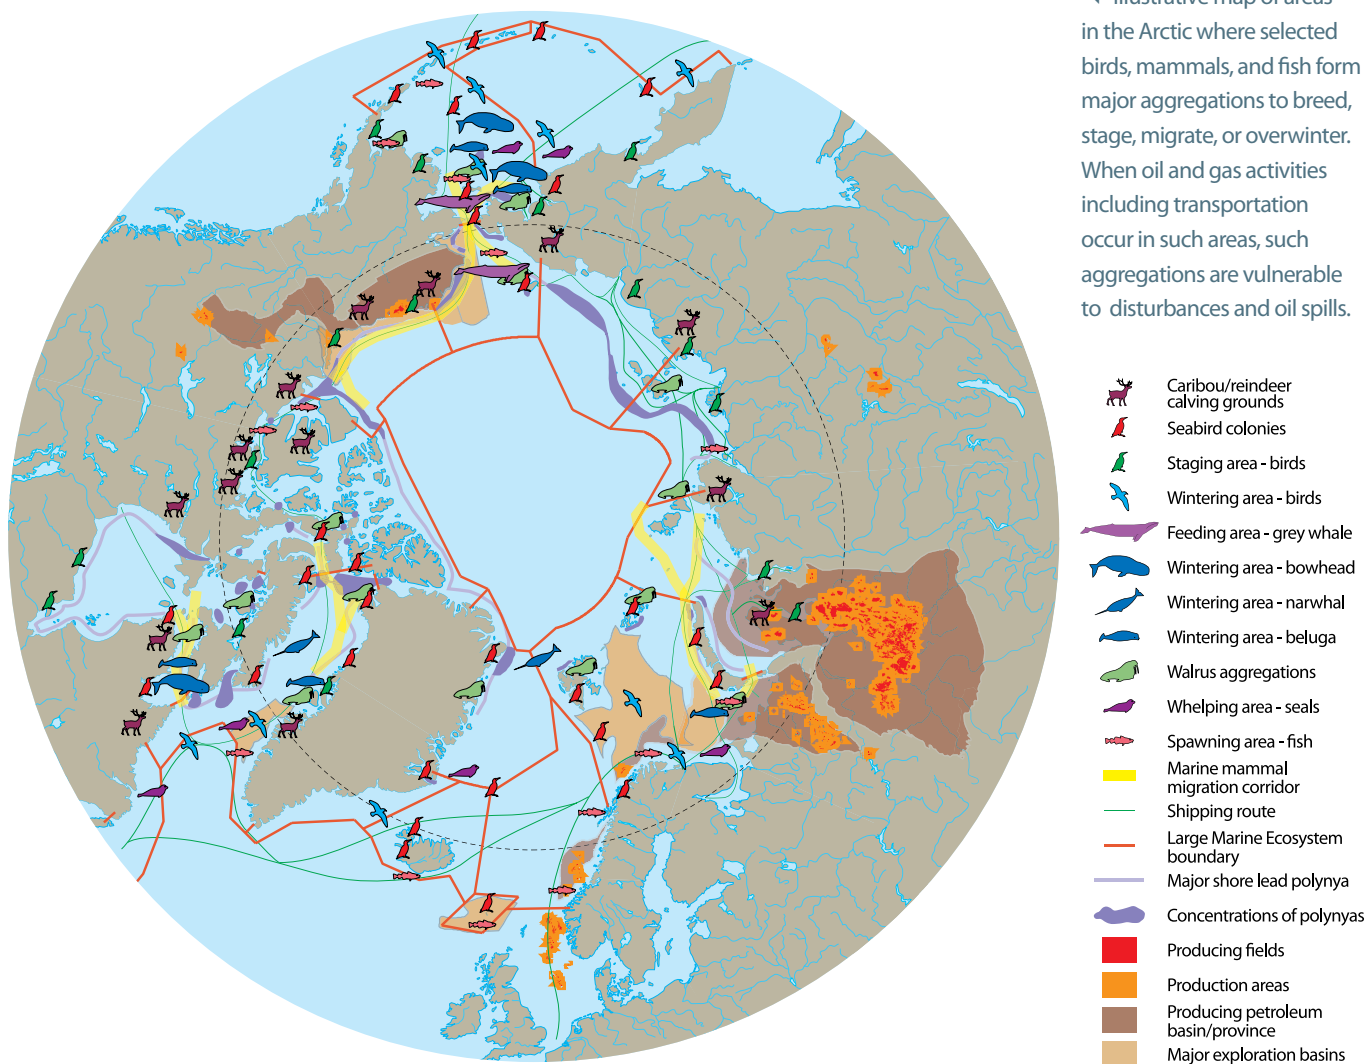 illustrative map of areas
in the Arctic where selected
birds, mammals, and fish form
major aggregations to breed,
stage, migrate, or overwinter.
When oil and gas activities
including transportation
occur in such areas, such
aggregations are vulnerable
to disturbances and oil spills.
Caribou/reindeer
calving grounds
Seabird colonies
Staging area - birds
Wintering area - birds
Feeding area - grey whale
Wintering area - bowhead
Wintering area - narwhal
Wintering area - beluga
Walrus aggregations
Whelping area - seals
Spawning area - fish
Marine mammal
migration corridor
Shipping route
Large Marine Ecosystem
boundary
Major shore lead polynya
Concentrations of polynyas
Producing fields
Production areas
Producing petroleum
basin/province
Major exploration basins